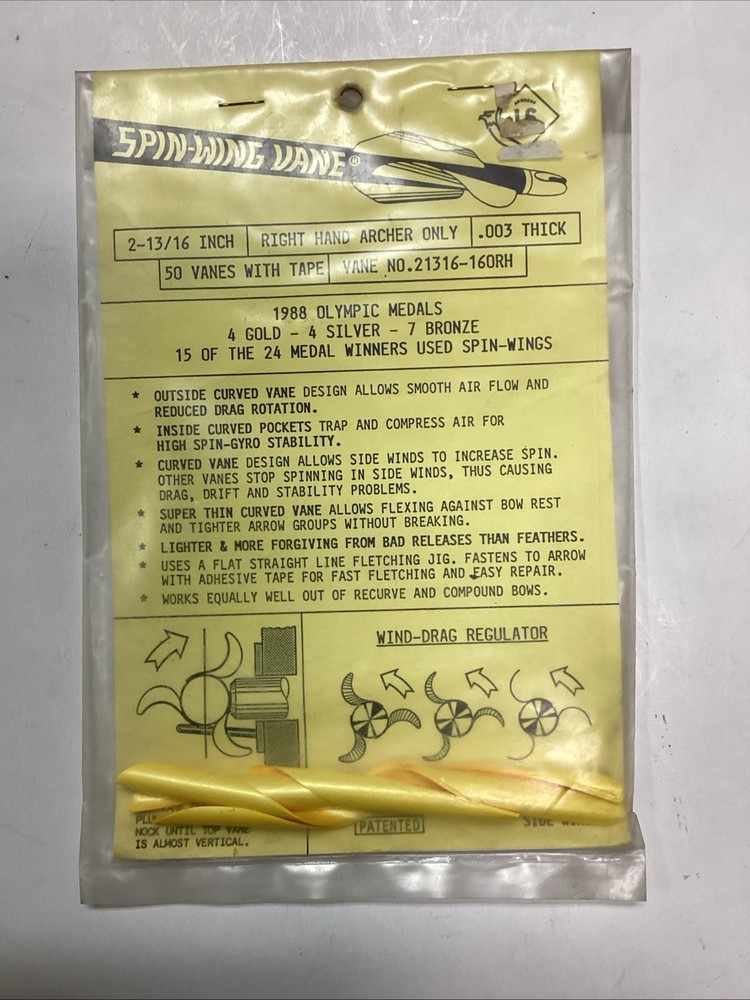 SPIN-WING VANE®
2-13/16 INCH RIGHT HAND ARCHER ONLY .003 THICK
50 VANES WITH TAPE VANE NO.21316-160RH
1988 OLYMPIC MEDALS
4 GOLD - 4 SILVER - 7 BRONZE
15 OF THE 24 MEDAL WINNERS USED SPIN-WINGS
* OUTSIDE CURVED VANE DESIGN ALLOWS SMOOTH AIR FLOW AND
REDUCED DRAG ROTATION.
* INSIDE CURVED POCKETS TRAP AND COMPRESS AIR FOR
HIGH SPIN-GYRO STABILITY.
* CURVED VANE DESIGN ALLOWS SIDE WINDS TO INCREASE SPIN.
OTHER VANES STOP SPINNING IN SIDE WINDS, THUS CAUSING
DRAG, DRIFT AND STABILITY PROBLEMS.
* SUPER THIN CURVED VANE ALLOWS FLEXING AGAINST BOW REST
AND TIGHTER ARROW GROUPS WITHOUT BREAKING.
* LIGHTER & MORE FORGIVING FROM BAD RELEASES THAN FEATHERS.
* USES A FLAT STRAIGHT LINE FLETCHING JIG. FASTENS TO ARROW
WITH ADHESIVE TAPE FOR FAST FLETCHING AND EASY REPAIR.
* WORKS EQUALLY WELL OUT OF RECURVE AND COMPOUND BOWS.
WIND-DRAG REGULATOR
NOCK UNTIL TOP VANE
IS ALMOST VERTICAL.
PATENTED
SIDE